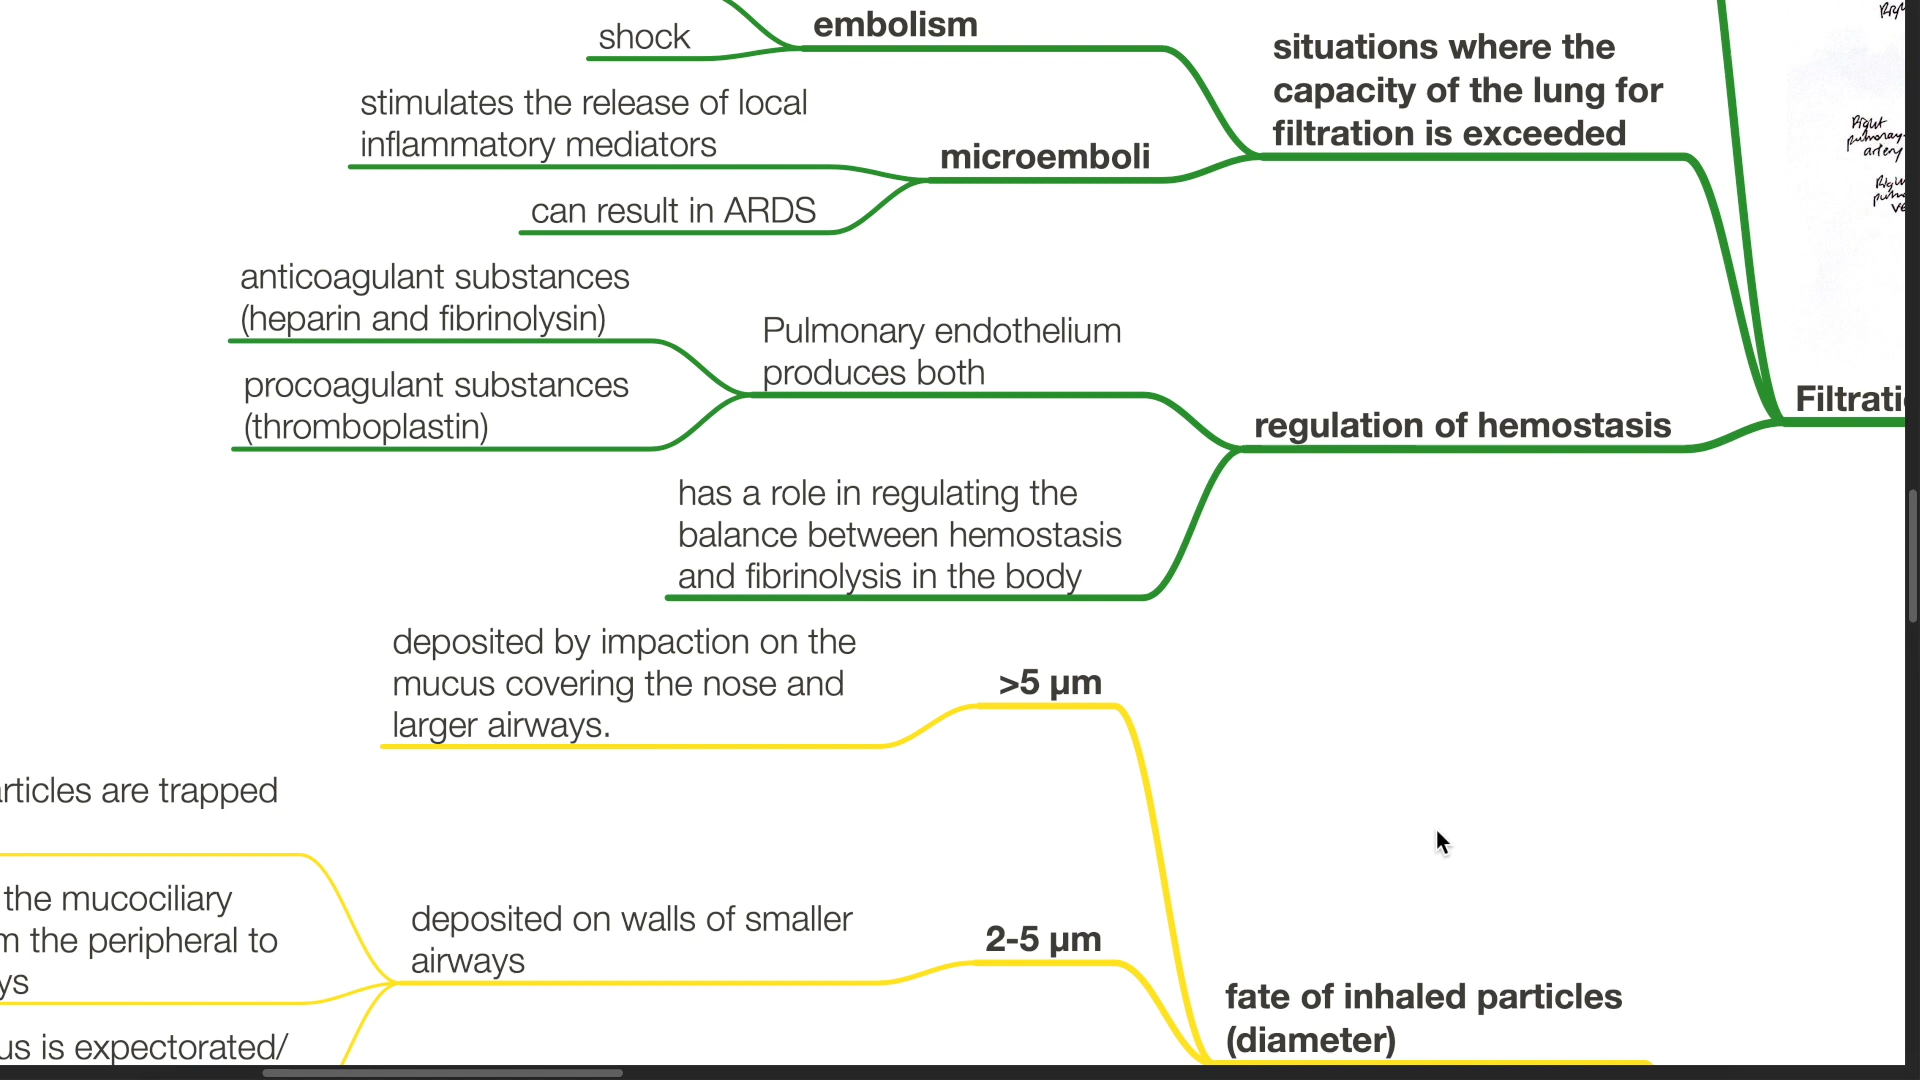 embolism
shock
situations where the
capacity of the lung for
filtration is exceeded
stimulates the release of local
inflammatory mediators
microemboli
can result in ARDS
Right
pulmonary
artery
anticoagulant substances
(heparin and fibrinolysin)
Pulmonary endothelium
produces both
procoagulant substances
(thromboplastin)
Filtrati
regulation of hemostasis
has a role in regulating the
balance between hemostasis
and fibrinolysis in the body
deposited by impaction on the
mucus covering the nose and
larger airways.
>5 µm
rticles are trapped
the mucociliary
m the peripheral to
ys
deposited on walls of smaller
airways
2-5 µm
fate of inhaled particles
(diameter)
us is expectorated/